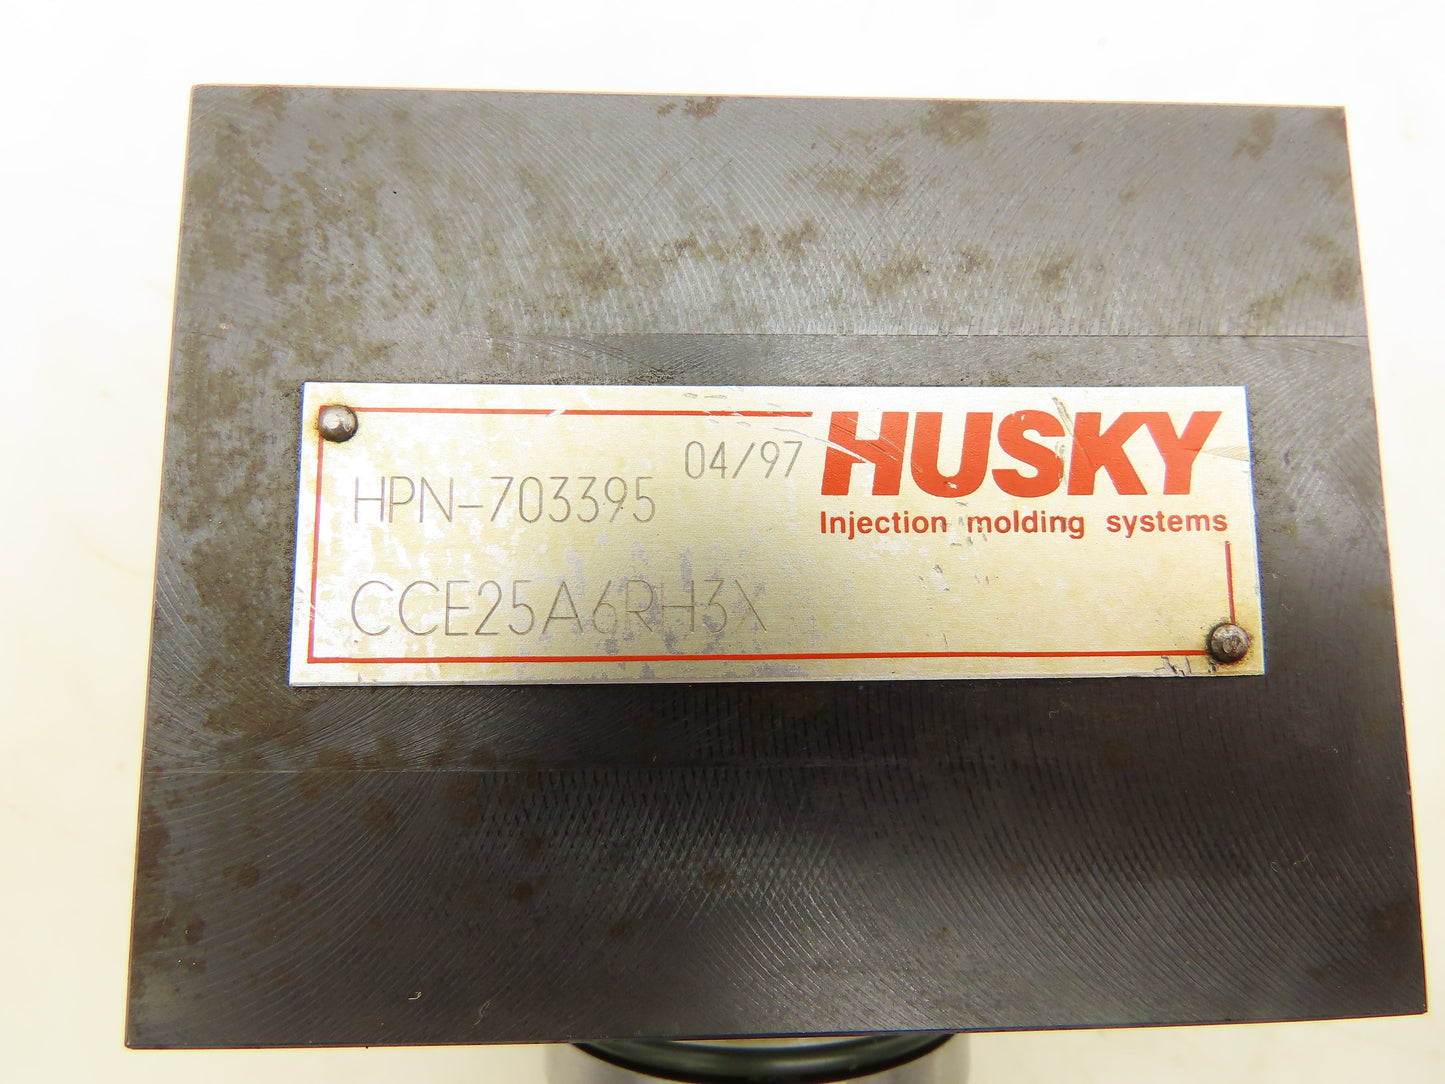 04/97 HUSKY
HPN-703395
Injection molding systems
CCE25A6RH3X